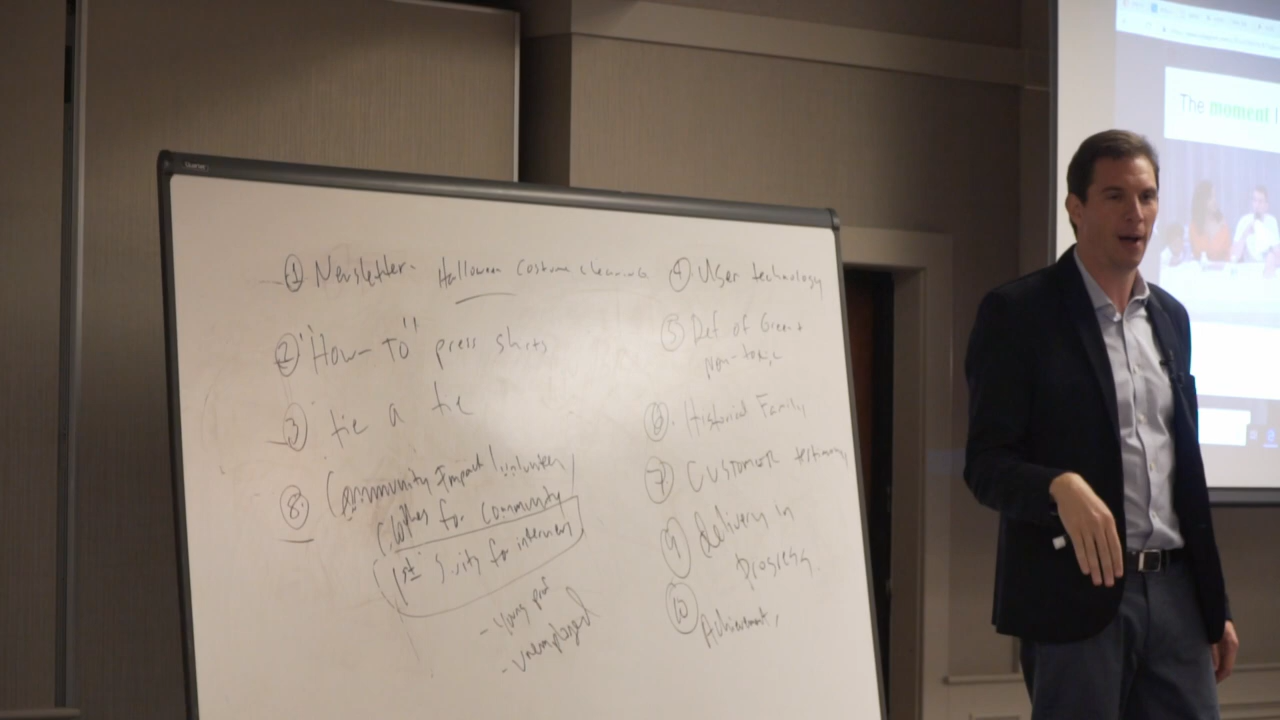 ① Newsletter - Halloween Costume cleaning
② "How-To" press shirts
③ tie a tie
⑧ Community Impact / volunteer /
Clothes for community
1st Suits for interviews
- Young prof
- unemployed
④ User technology
⑤ Def of Green +
Non-toxic
⑥ Historical Family
⑦ Customer testimony
⑨ Delivery in
progress
⑩ Achievement,
The moment